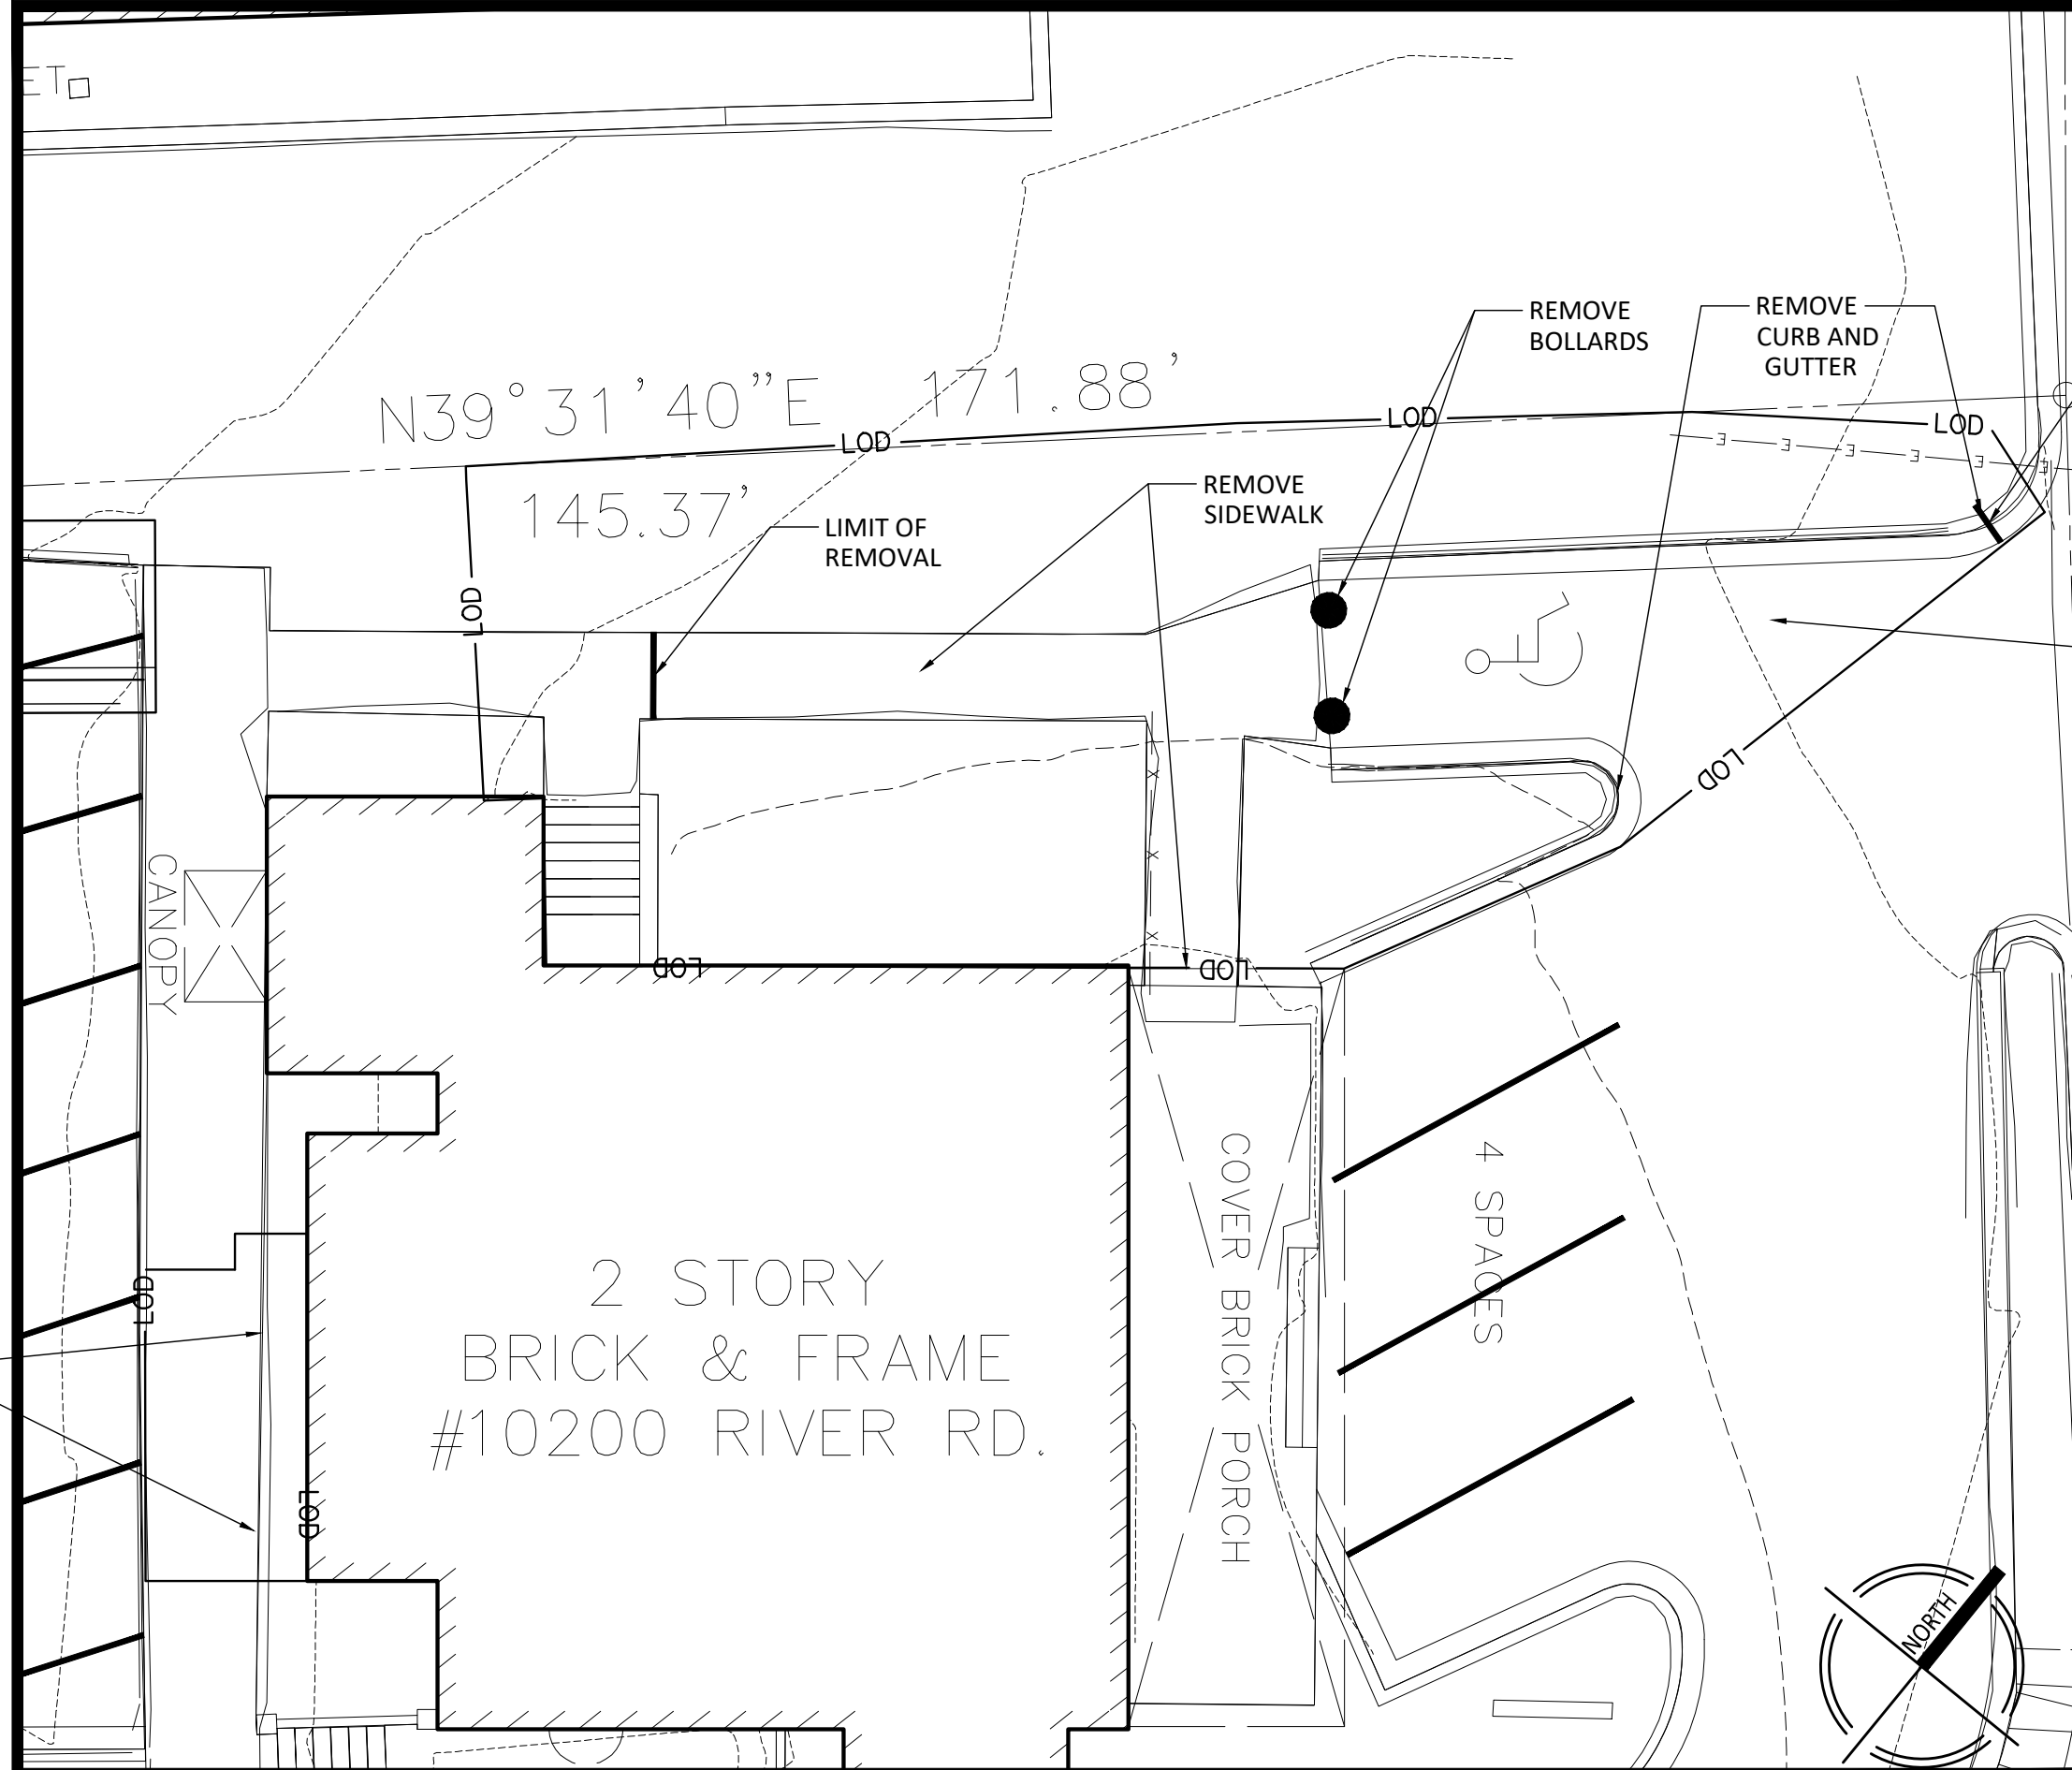 ET
REMOVE
BOLLARDS
REMOVE
CURB AND
GUTTER
N39°31'40"E 171.88'
LOD
LOD
LOD
145.37'
LIMIT OF
REMOVAL
REMOVE
SIDEWALK
LOD
LOD
E E E E E E
X
X
X
CANOPY
LOD
LOD
COVER BRICK PORCH
4 SPACES
2 STORY
BRICK & FRAME
#10200 RIVER RD.
LOD
LOD
NORTH